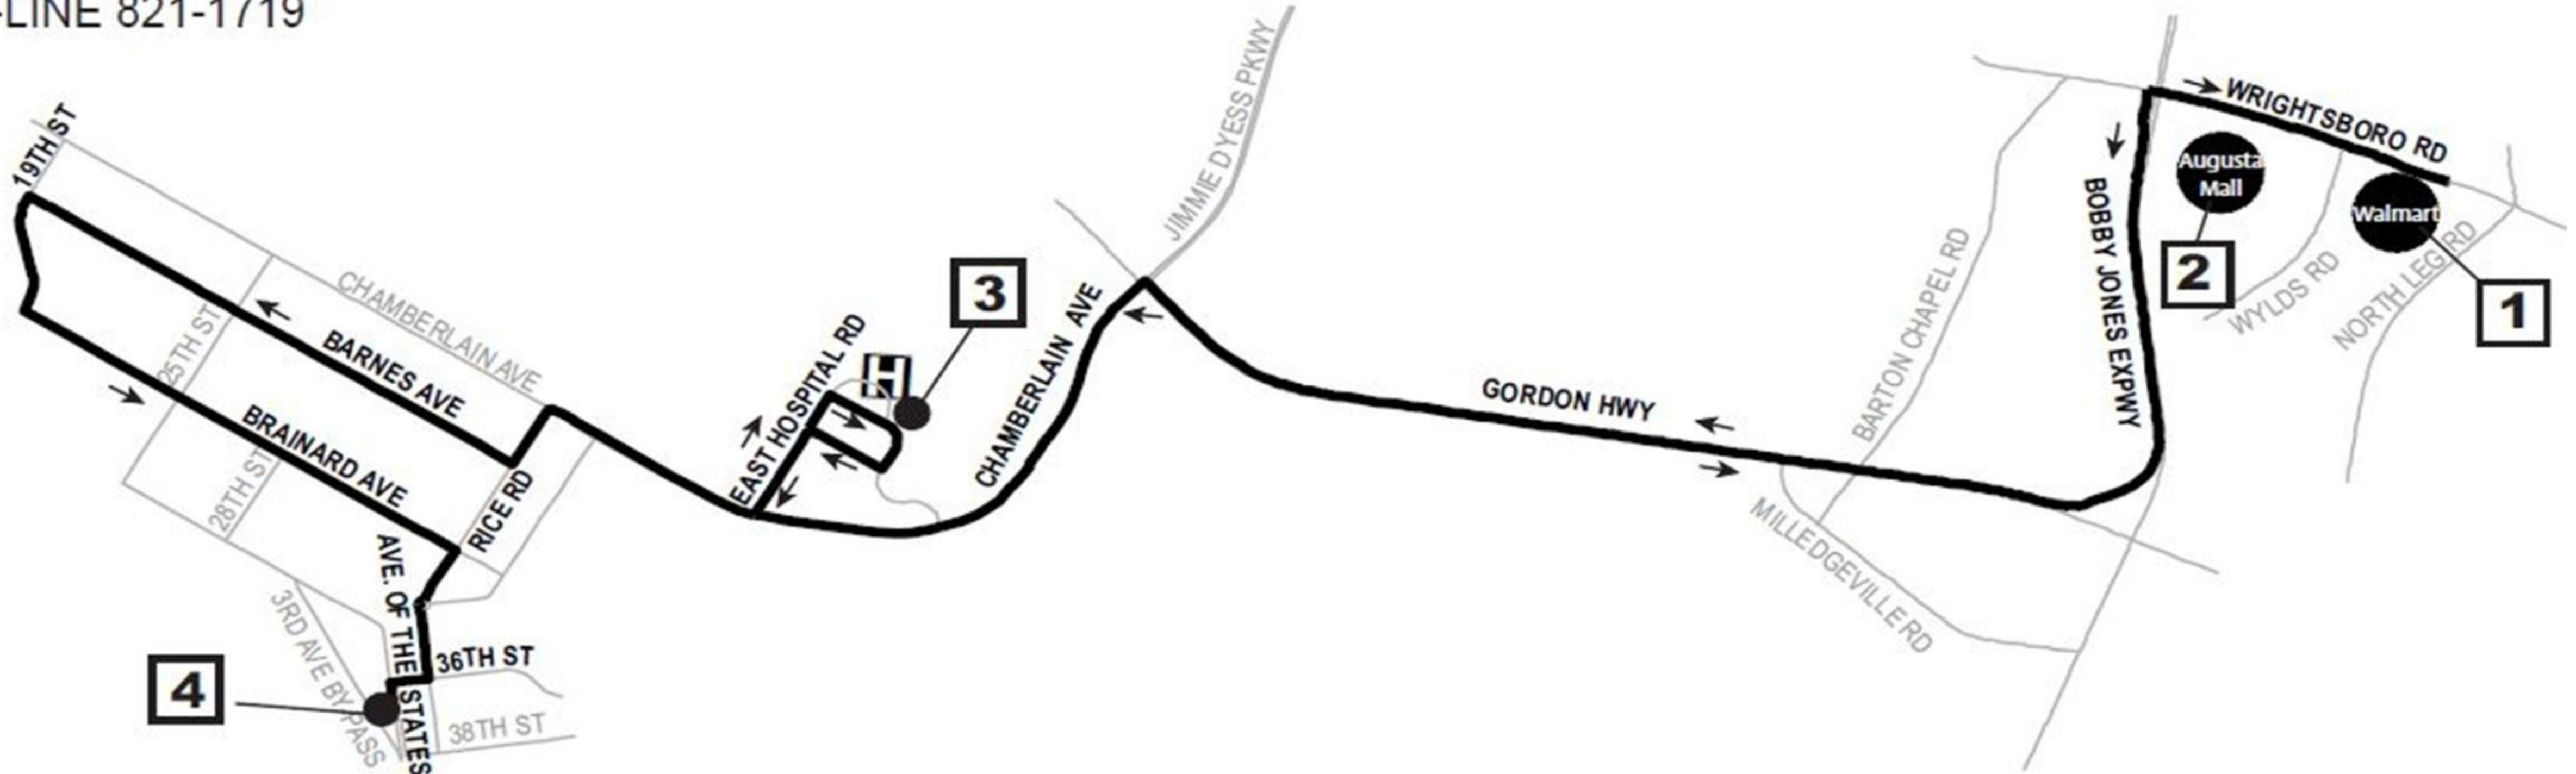 -LINE 821-1719
19TH ST
CHAMBERLAIN AVE
25TH ST
BARNES AVE
BRAINARD AVE
28TH ST
RICE RD
AVE. OF THE STATES
3RD AVE BY PASS
36TH ST
38TH ST
4
EAST HOSPITAL RD
H
3
CHAMBERLAIN AVE
JIMMIE DYESS PKWY
GORDON HWY
BARTON CHAPEL RD
MILLEDGEVILLE RD
BOBBY JONES EXPWY
WRIGHTSBORO RD
Augusta
Mall
2
Walmart
WYLDS RD
NORTH LEG RD
1